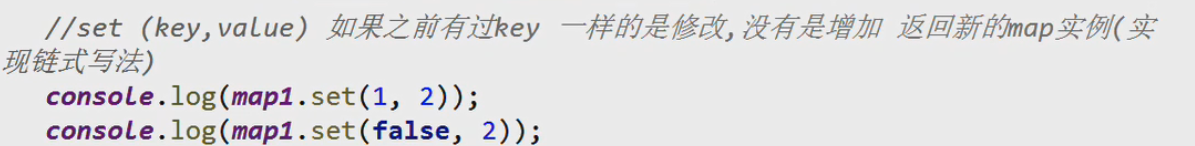 //set (key,value) 如果之前有过key 一样的是修改,没有是增加 返回新的map实例(实
现链式写法)
console.log(map1.set(1, 2));
console.log(map1.set(false, 2));